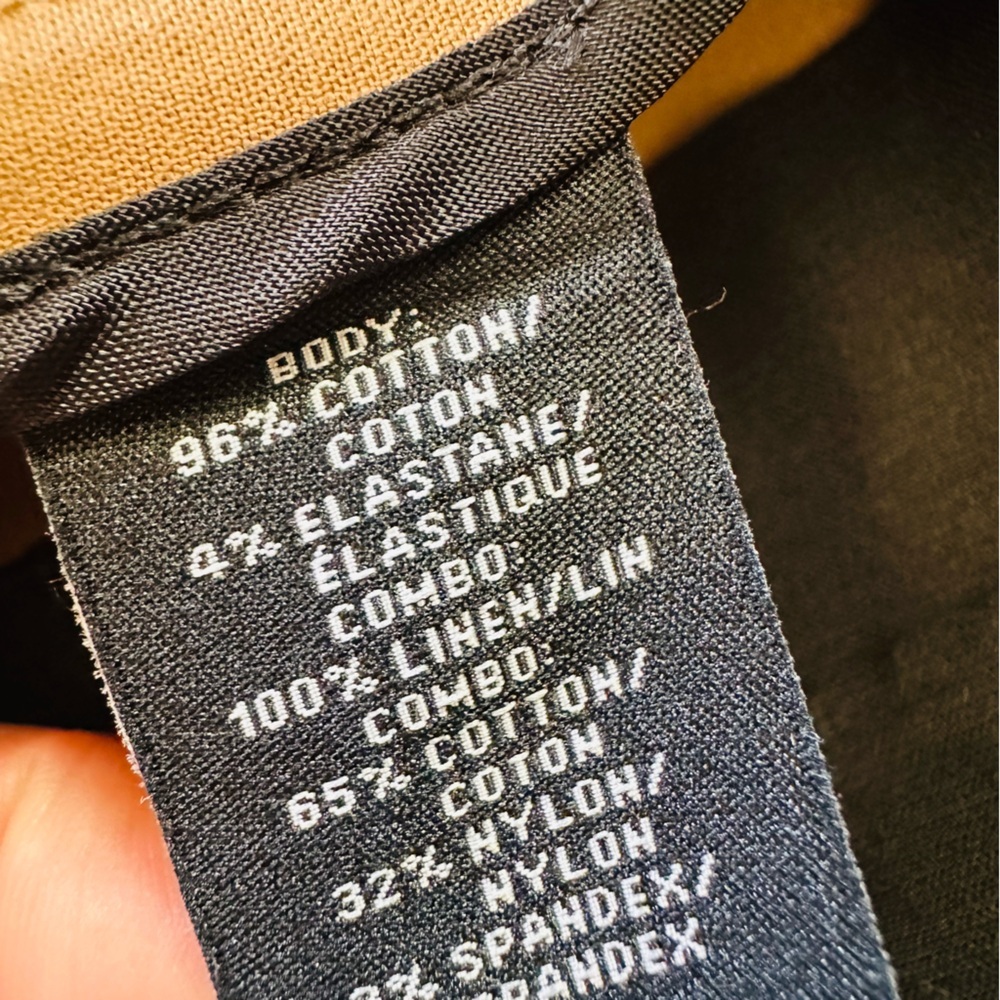 BODY:
96% COTTON/
COTON
4% ELASTANE/
ÉLASTIQUE
COMBO:
100% LINEN/LIN
COMBO:
65% COTTON/
COTON
32% NYLON/
NYLON
SPANDEX/